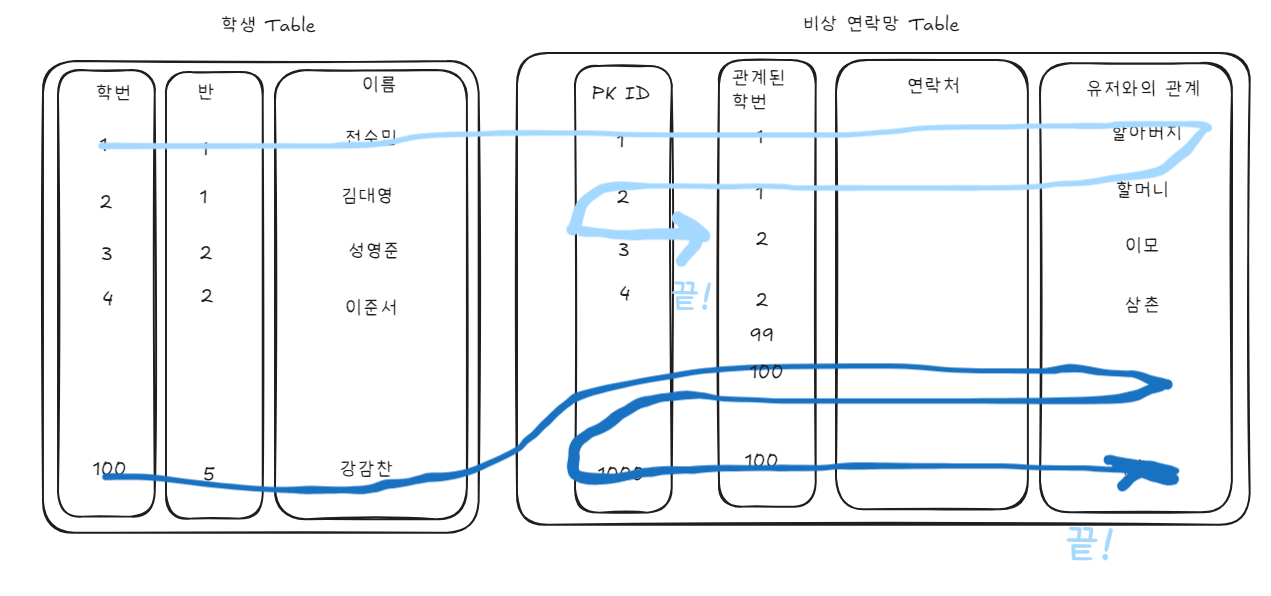 학생 Table
비상 연락망 Table
학번 반 이름
PK ID 관계된 학번 연락처 유저와의 관계
1 1 전수민 1 1 할아버지
2 1 김대영 2 1 할머니
3 2 성영준 3 2 이모
4 2 이준서 4 2 삼촌
끝!
99
100
100 5 강감찬 1000 100
끝!